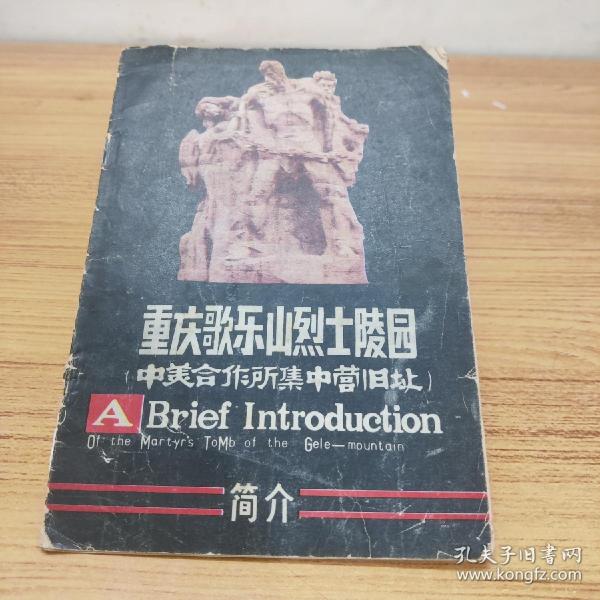 重庆歌乐山烈士陵园
(中美合作所集中营旧址)
A Brief Introduction
Of the Martyr's ToMb of the Gele—mountain
简介
孔夫子旧书网
www.kongfz.com